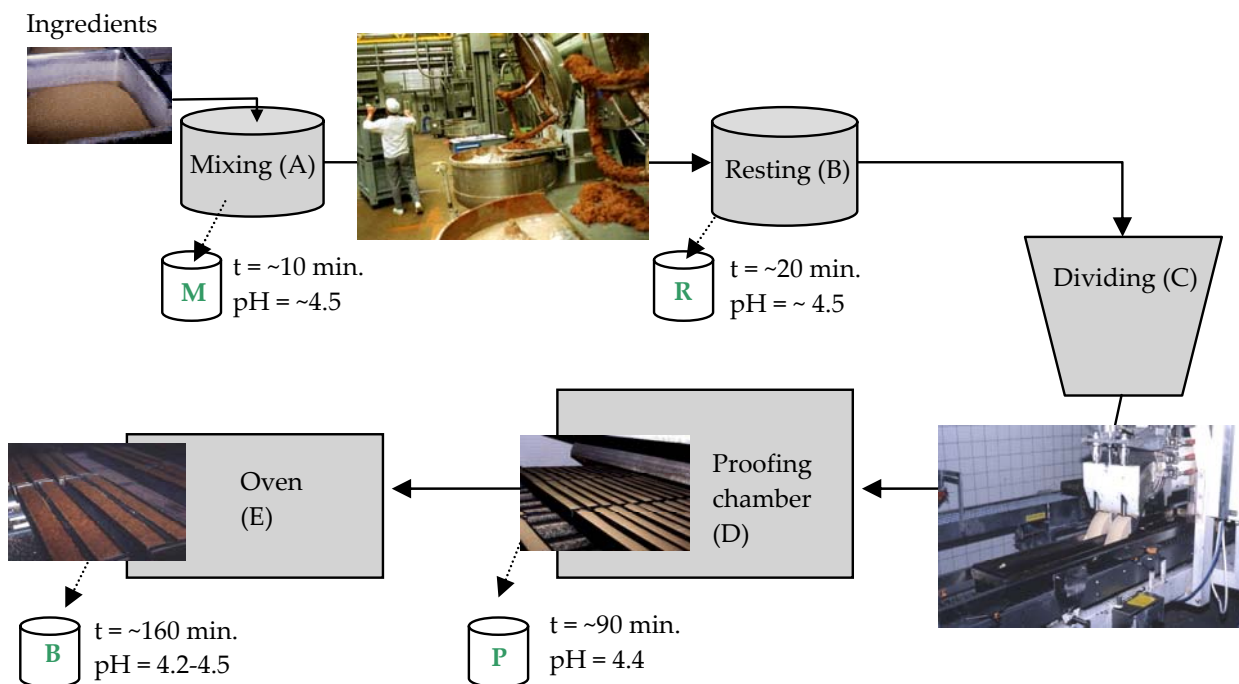 Ingredients
Mixing (A)
Resting (B)
Dividing (C)
M
t = ~10 min.
pH = ~4.5
R
t = ~20 min.
pH = ~ 4.5
Oven
(E)
Proofing
chamber
(D)
B
t = ~160 min.
pH = 4.2-4.5
P
t = ~90 min.
pH = 4.4